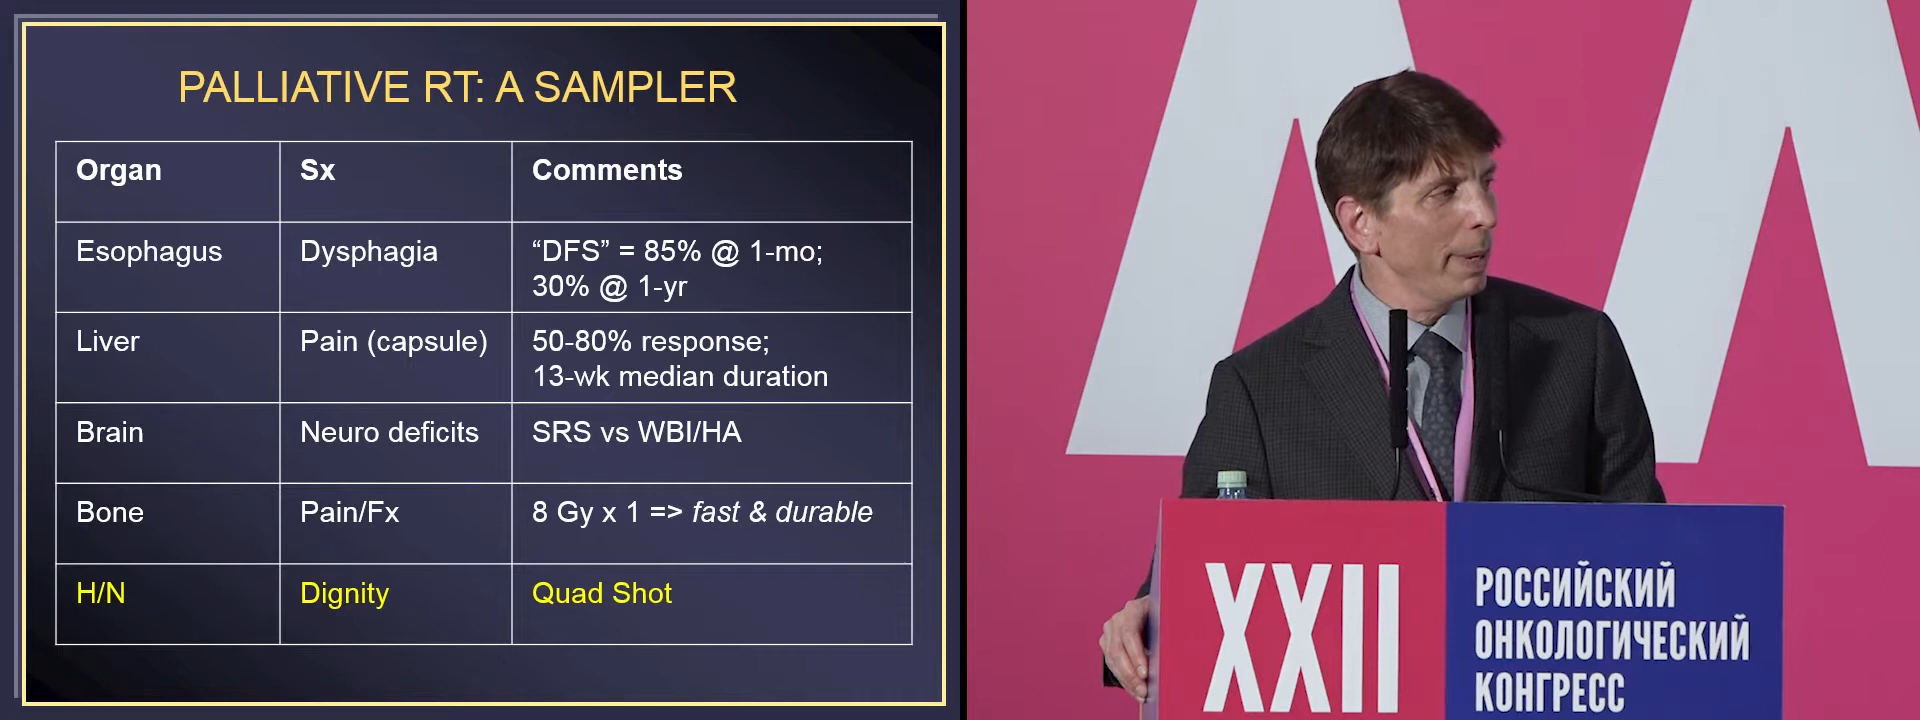 PALLIATIVE RT: A SAMPLER
Organ Sx Comments
Esophagus Dysphagia “DFS” = 85% @ 1-mo;
30% @ 1-yr
Liver Pain (capsule) 50-80% response;
13-wk median duration
Brain Neuro deficits SRS vs WBI/HA
Bone Pain/Fx 8 Gy x 1 => fast & durable
H/N Dignity Quad Shot
XXII
РОССИЙСКИЙ
ОНКОЛОГИЧЕСКИЙ
КОНГРЕСС